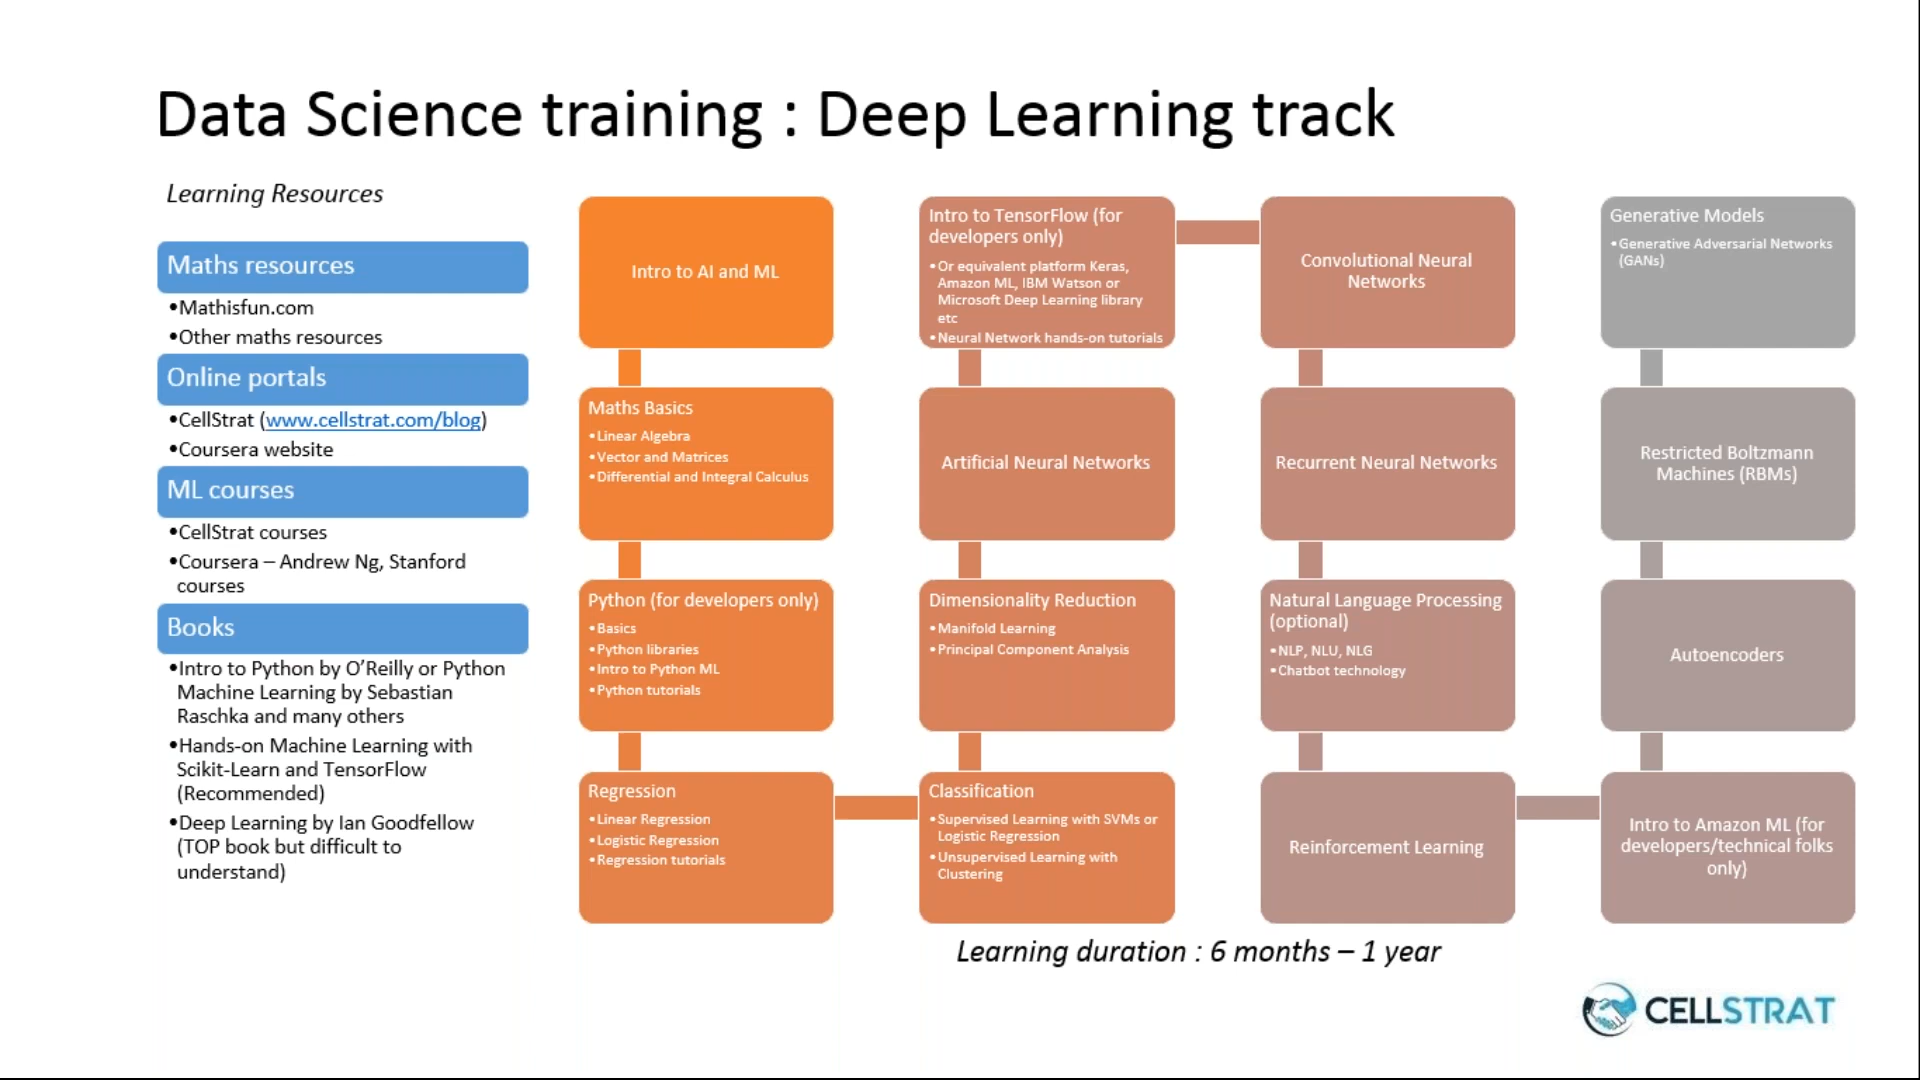 Data Science training : Deep Learning track
Learning Resources
Maths resources
•Mathisfun.com
•Other maths resources
Online portals
•CellStrat (www.cellstrat.com/blog)
•Coursera website
ML courses
•CellStrat courses
•Coursera – Andrew Ng, Stanford
courses
Books
•Intro to Python by O’Reilly or Python
Machine Learning by Sebastian
Raschka and many others
•Hands-on Machine Learning with
Scikit-Learn and TensorFlow
(Recommended)
•Deep Learning by Ian Goodfellow
(TOP book but difficult to
understand)
Intro to AI and ML
Maths Basics
•Linear Algebra
•Vector and Matrices
•Differential and Integral Calculus
Python (for developers only)
•Basics
•Python libraries
•Intro to Python ML
•Python tutorials
Regression
•Linear Regression
•Logistic Regression
•Regression tutorials
Classification
•Supervised Learning with SVMs or
Logistic Regression
•Unsupervised Learning with
Clustering
Dimensionality Reduction
•Manifold Learning
•Principal Component Analysis
Artificial Neural Networks
Intro to TensorFlow (for
developers only)
•Or equivalent platform Keras,
Amazon ML, IBM Watson or
Microsoft Deep Learning library
etc
•Neural Network hands-on tutorials
Convolutional Neural
Networks
Recurrent Neural Networks
Natural Language Processing
(optional)
•NLP, NLU, NLG
•Chatbot technology
Reinforcement Learning
Intro to Amazon ML (for
developers/technical folks
only)
Autoencoders
Restricted Boltzmann
Machines (RBMs)
Generative Models
•Generative Adversarial Networks
(GANs)
Learning duration : 6 months – 1 year
CELLSTRAT